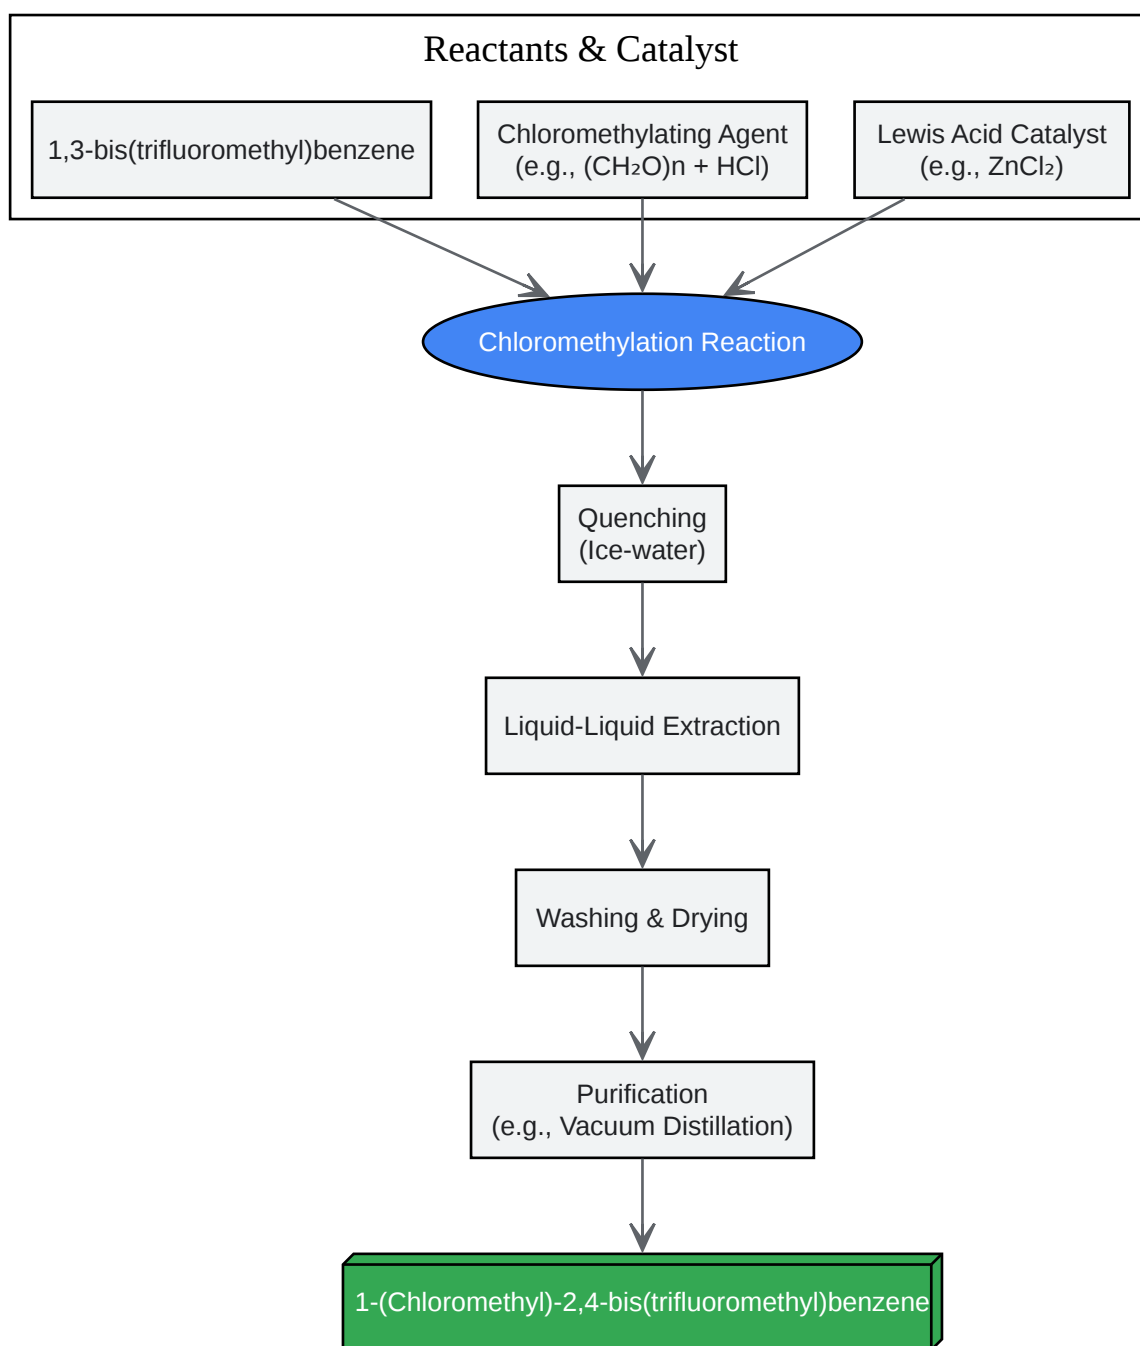 Reactants & Catalyst
1,3-bis(trifluoromethyl)benzene
Chloromethylating Agent
(e.g., (CH₂O)n + HCl)
Lewis Acid Catalyst
(e.g., ZnCl₂)
Chloromethylation Reaction
Quenching
(Ice-water)
Liquid-Liquid Extraction
Washing & Drying
Purification
(e.g., Vacuum Distillation)
1-(Chloromethyl)-2,4-bis(trifluoromethyl)benzene